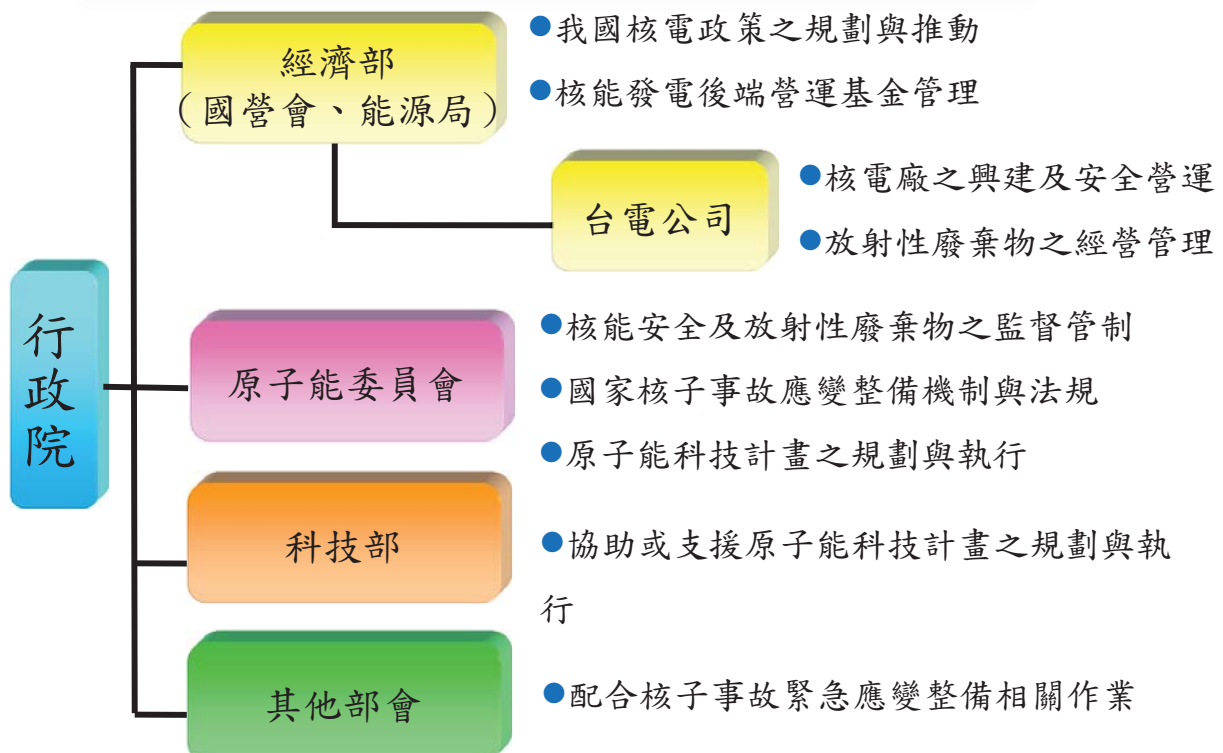 行政院
經濟部
（國營會、能源局）
●我國核電政策之規劃與推動
●核能發電後端營運基金管理
台電公司
●核電廠之興建及安全營運
●放射性廢棄物之經營管理
原子能委員會
●核能安全及放射性廢棄物之監督管制
●國家核子事故應變整備機制與法規
●原子能科技計畫之規劃與執行
科技部
●協助或支援原子能科技計畫之規劃與執
行
其他部會
●配合核子事故緊急應變整備相關作業